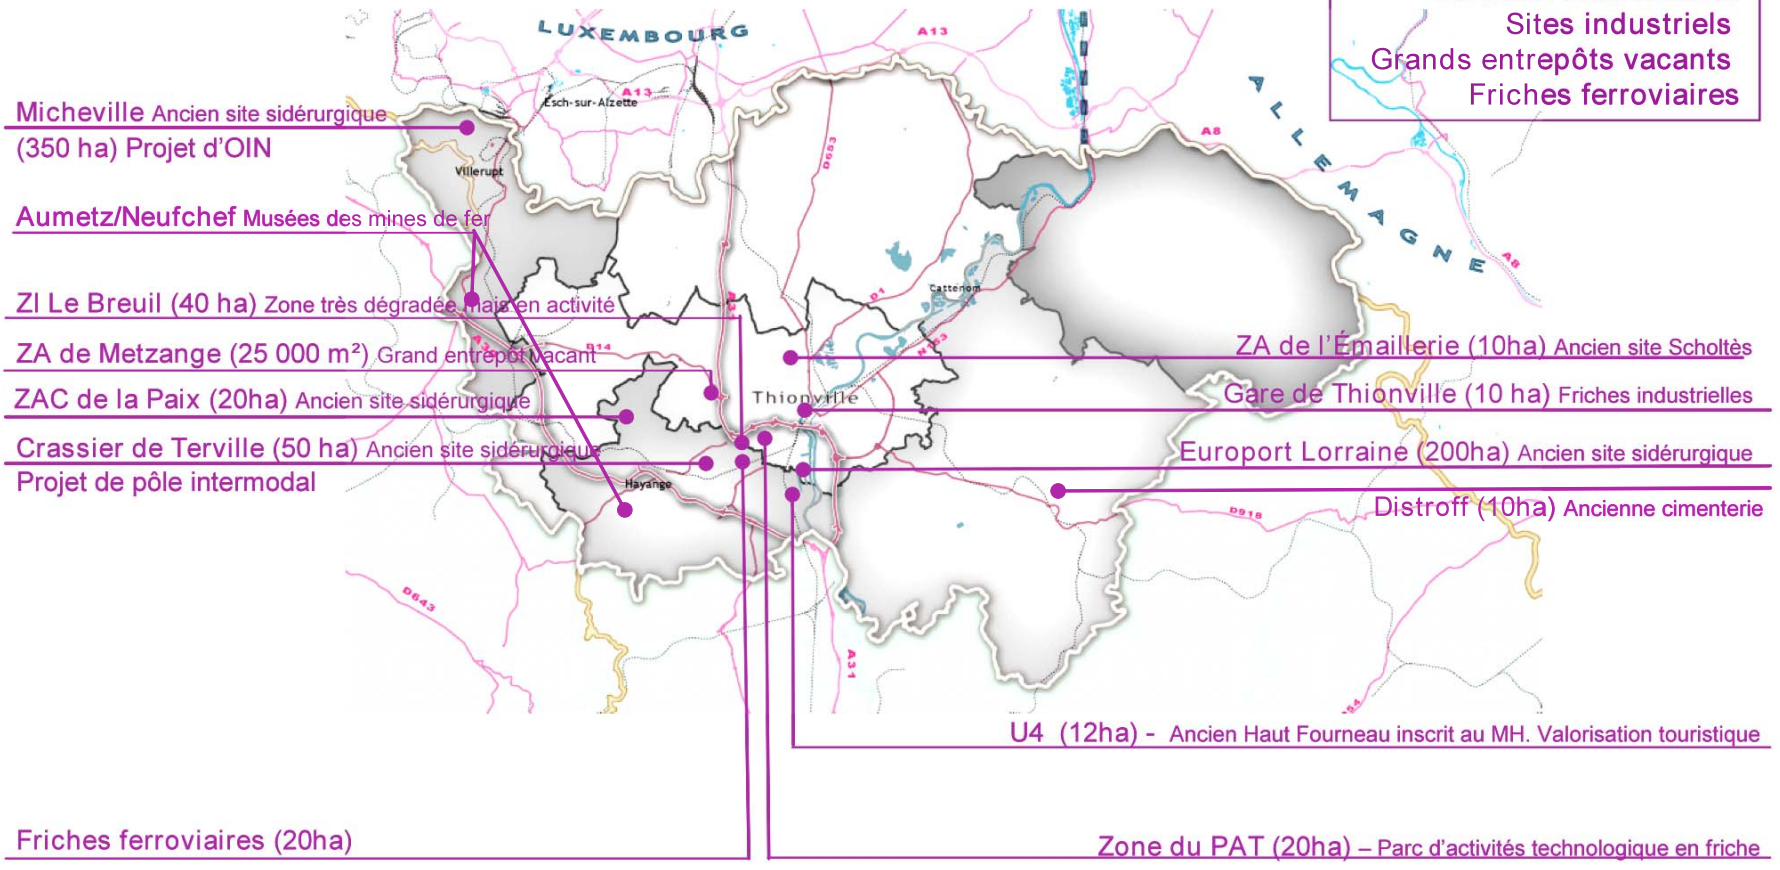 Sites industriels
Grands entrepôts vacants
Friches ferroviaires
LUXEMBOURG
A13
A13
Esch-sur-Alzette
ALLEMAGNE
A8
A8
D653
Micheville Ancien site sidérurgique
(350 ha) Projet d'OIN
Villerupt
Aumetz/Neufchef Musées des mines de fer
ZI Le Breuil (40 ha) Zone très dégradée mais en activité
ZA de Metzange (25 000 m²) Grand entrepôt vacant
ZAC de la Paix (20ha) Ancien site sidérurgique
Crassier de Terville (50 ha) Ancien site sidérurgique
Projet de pôle intermodal
D14
D1
Cattenom
N153
Thionville
Hayange
ZA de l'Émaillerie (10ha) Ancien site Scholtès
Gare de Thionville (10 ha) Friches industrielles
Europort Lorraine (200ha) Ancien site sidérurgique
Distroff (10ha) Ancienne cimenterie
D918
D643
A31
U4 (12ha) - Ancien Haut Fourneau inscrit au MH. Valorisation touristique
Friches ferroviaires (20ha)
Zone du PAT (20ha) – Parc d'activités technologique en friche